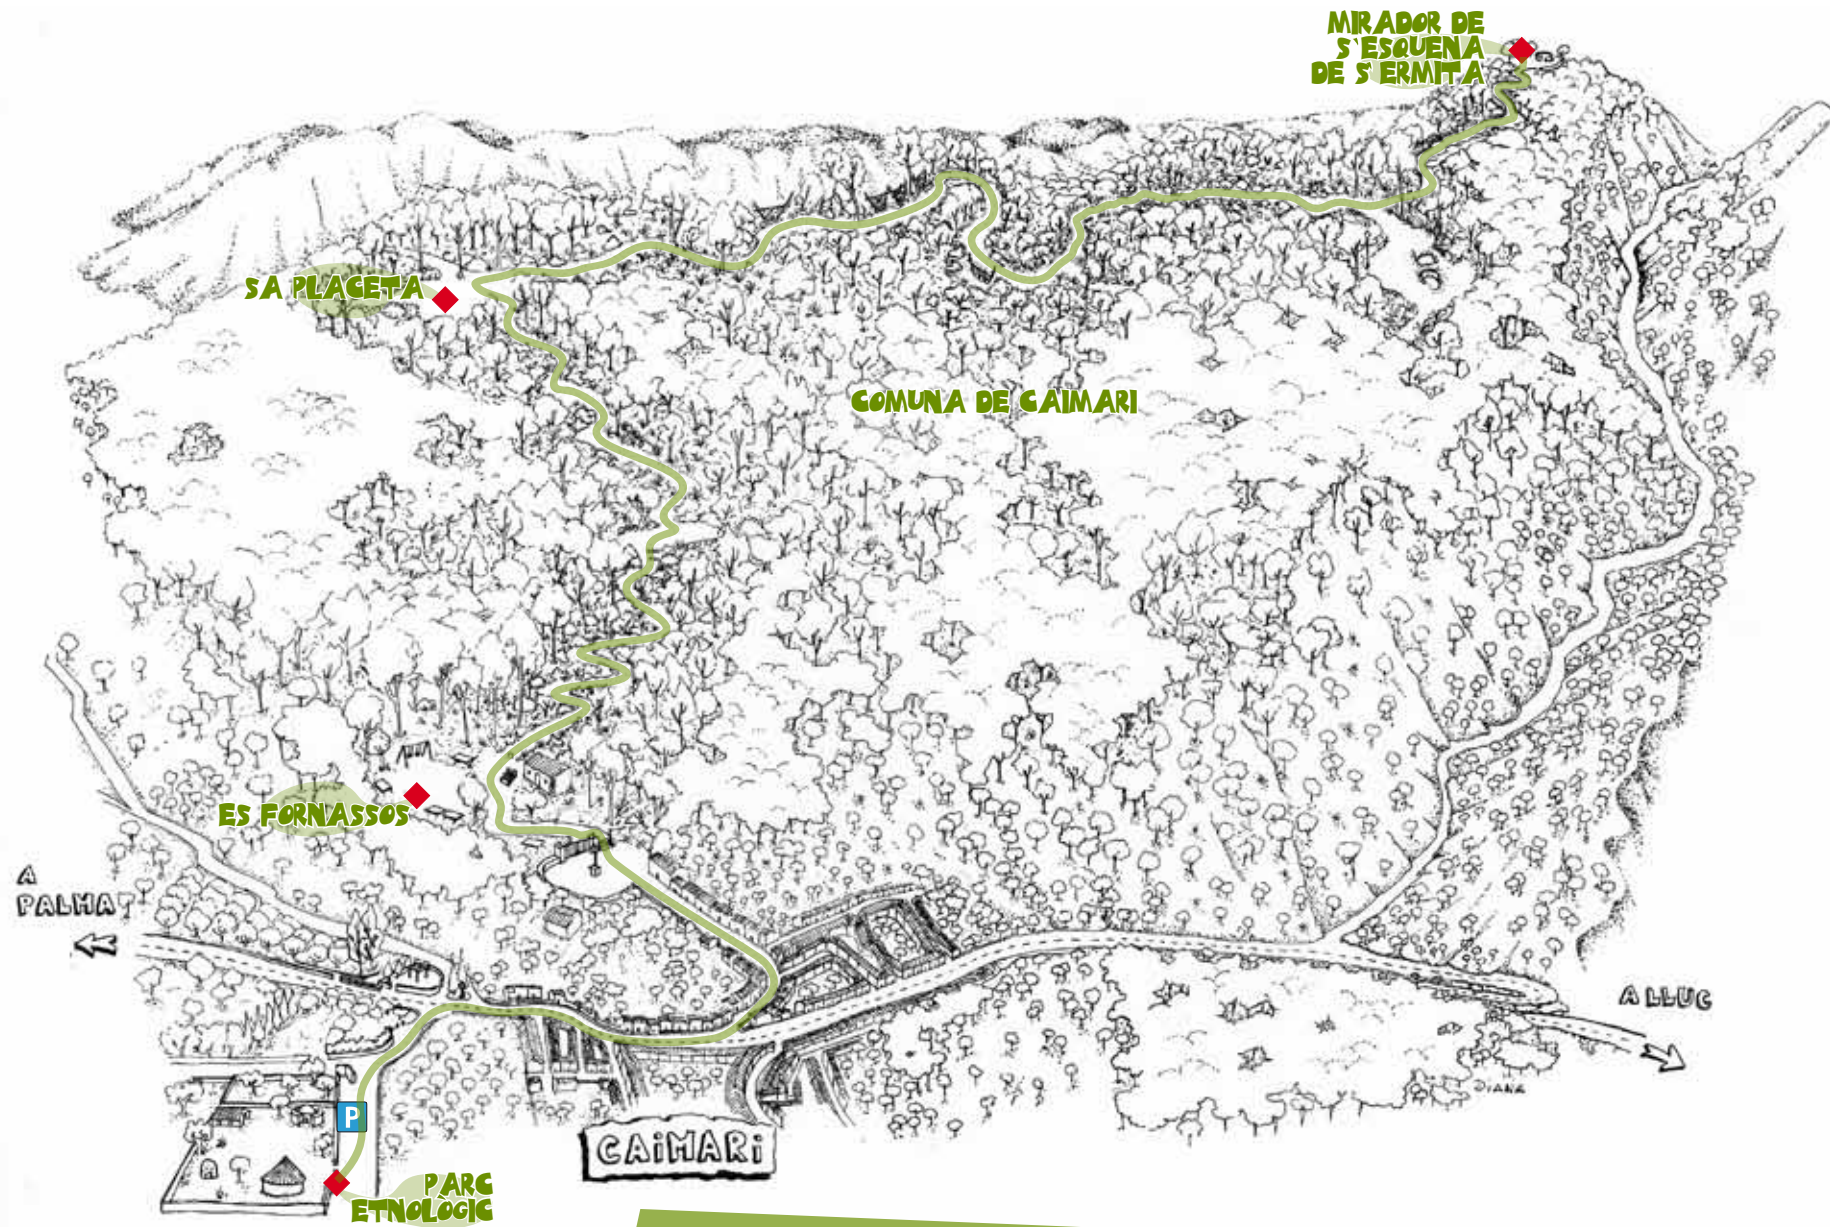 MIRADOR DE
S'ESQUENA
DE S'ERMITA
SA PLACETA
COMUNA DE CAIMARI
ES FORNASSOS
A
PALMA
A LLUC
DIANA
P
CAiMARi
PARC
ETNOLÒGIC